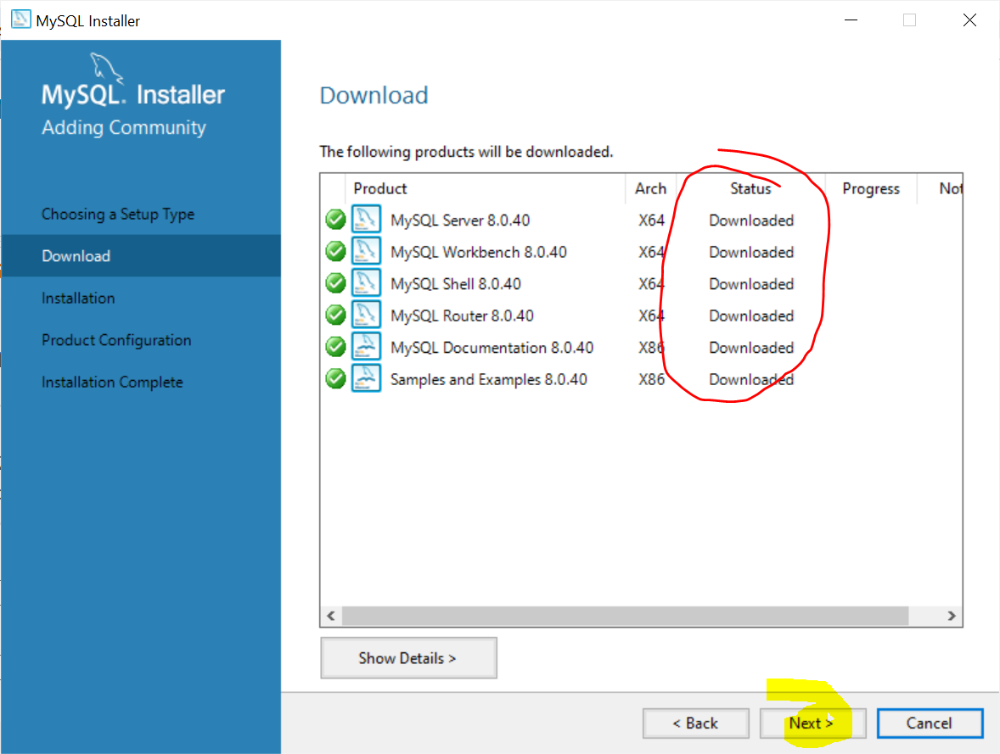 MySQL Installer
MySQL. Installer
Adding Community
Choosing a Setup Type
Download
Installation
Product Configuration
Installation Complete
Download
The following products will be downloaded.
Product Arch Status Progress Not
MySQL Server 8.0.40 X64 Downloaded
MySQL Workbench 8.0.40 X64 Downloaded
MySQL Shell 8.0.40 X64 Downloaded
MySQL Router 8.0.40 X64 Downloaded
MySQL Documentation 8.0.40 X86 Downloaded
Samples and Examples 8.0.40 X86 Downloaded
Show Details >
< Back Next > Cancel